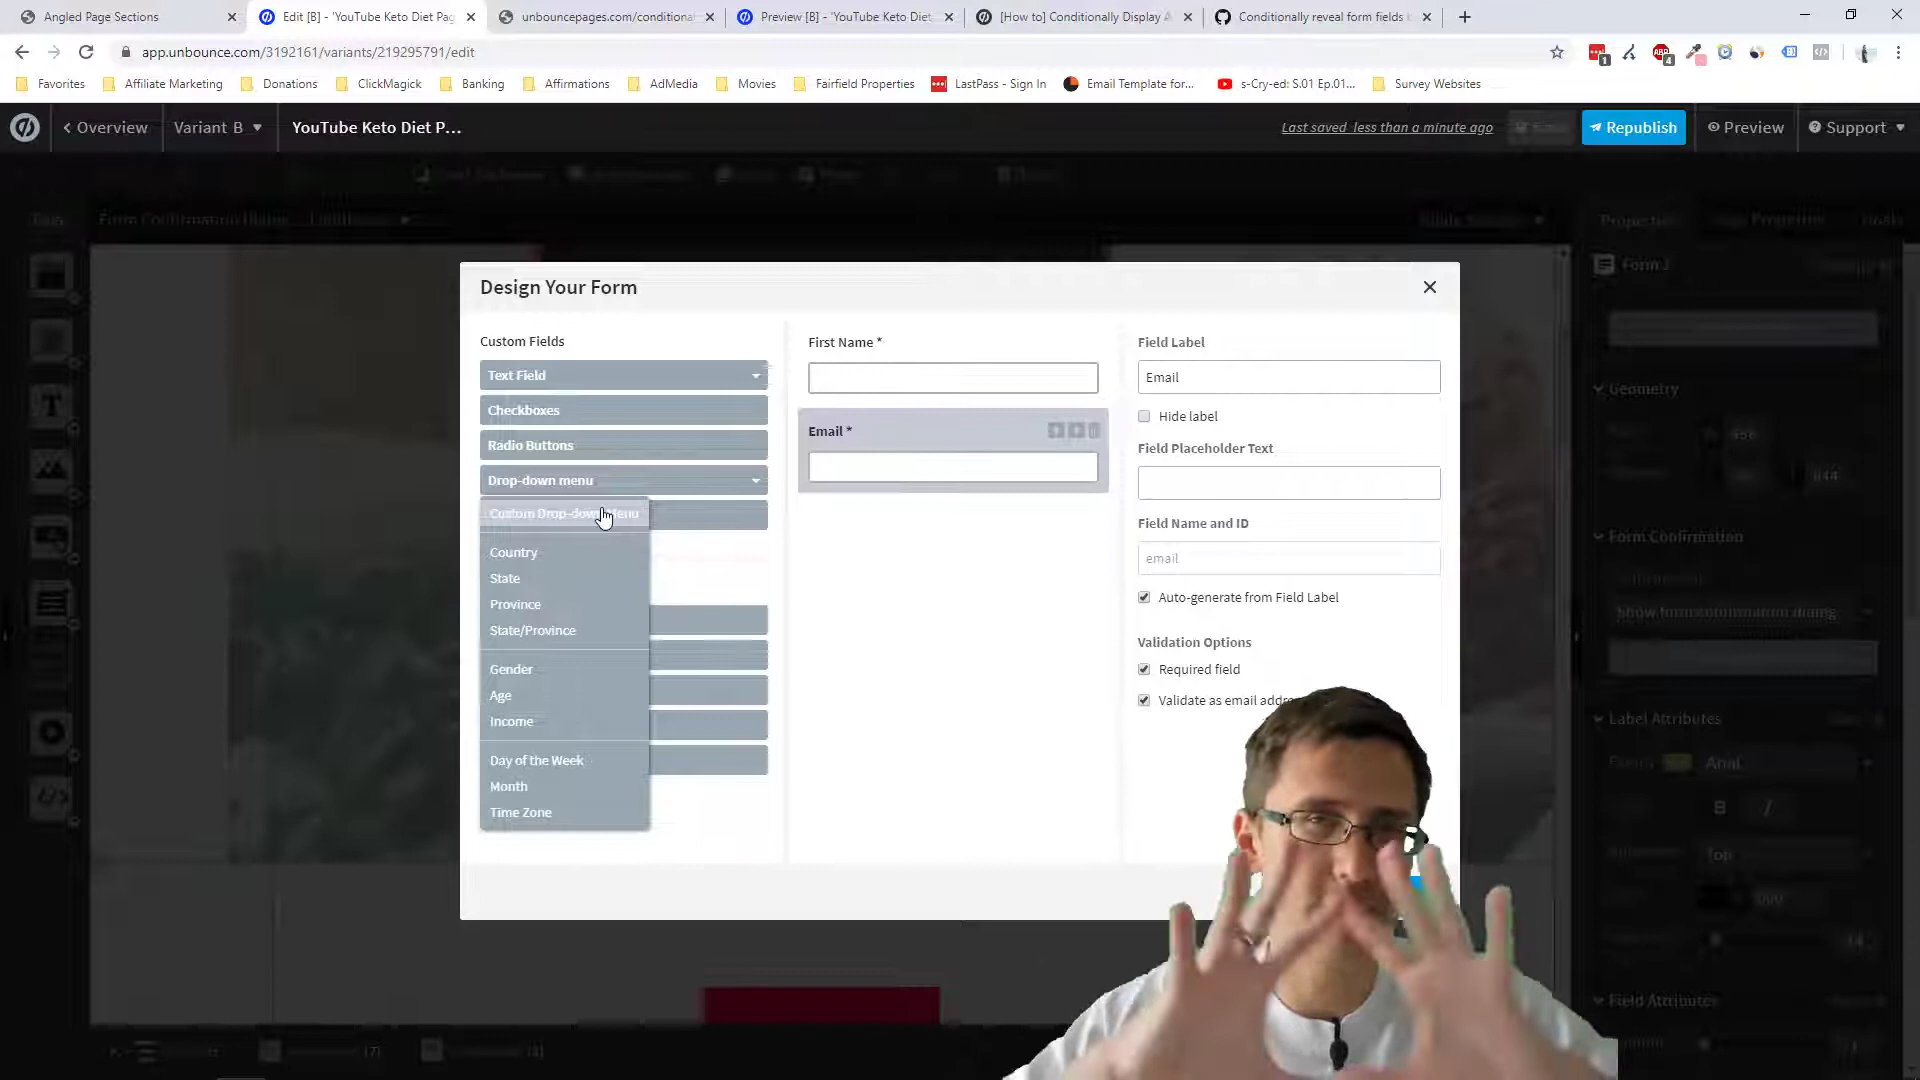 Angled Page Sections
Edit [B] - 'YouTube Keto Diet Pag
unbouncepages.com/conditiona
Preview [B] - 'YouTube Keto Diet
[How to] Conditionally Display A
Conditionally reveal form fields b
app.unbounce.com/3192161/variants/219295791/edit
Favorites
Affiliate Marketing
Donations
ClickMagick
Banking
Affirmations
AdMedia
Movies
Fairfield Properties
LastPass - Sign In
Email Template for...
s-Cry-ed: S.01 Ep.01...
Survey Websites
Overview
Variant B
YouTube Keto Diet P...
Last saved less than a minute ago
Republish
Preview
Support
Design Your Form
Custom Fields
Text Field
Checkboxes
Radio Buttons
Drop-down menu
Custom Drop-down Menu
Country
State
Province
State/Province
Gender
Age
Income
Day of the Week
Month
Time Zone
First Name *
Email *
Field Label
Email
Hide label
Field Placeholder Text
Field Name and ID
email
Auto-generate from Field Label
Validation Options
Required field
Validate as email addre
Geometry
Form Confirmation
Show form confirmation dialog
Label Attributes
Arial
B I
Top
Field Attributes